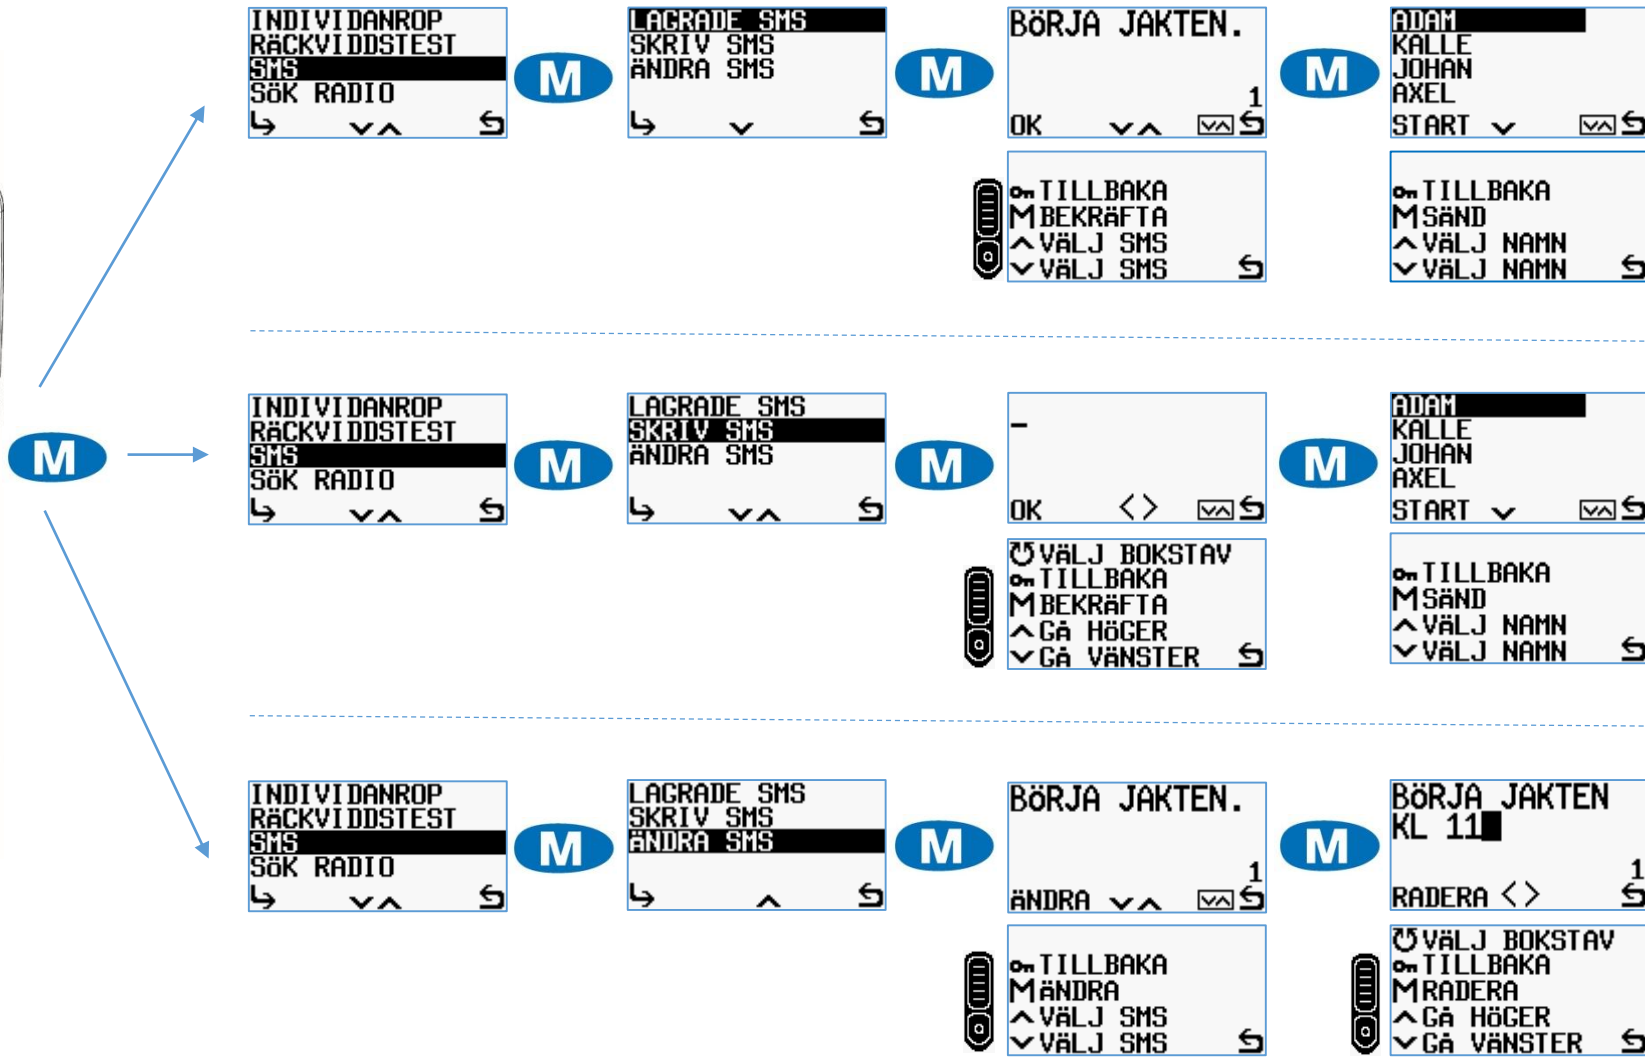 INDIVIDANROP
RÄCKVIDDSTEST
SMS
SÖK RADIO
M
LAGRADE SMS
SKRIV SMS
ÄNDRA SMS
M
BÖRJA JAKTEN.
1
OK
M
ADAM
KALLE
JOHAN
AXEL
START
TILLBAKA
M BEKRÄFTA
VÄLJ SMS
VÄLJ SMS
TILLBAKA
M SÄND
VÄLJ NAMN
VÄLJ NAMN
M
INDIVIDANROP
RÄCKVIDDSTEST
SMS
SÖK RADIO
M
LAGRADE SMS
SKRIV SMS
ÄNDRA SMS
M
_
OK < >
M
ADAM
KALLE
JOHAN
AXEL
START
VÄLJ BOKSTAV
TILLBAKA
M BEKRÄFTA
GÅ HÖGER
GÅ VÄNSTER
TILLBAKA
M SÄND
VÄLJ NAMN
VÄLJ NAMN
INDIVIDANROP
RÄCKVIDDSTEST
SMS
SÖK RADIO
M
LAGRADE SMS
SKRIV SMS
ÄNDRA SMS
M
BÖRJA JAKTEN.
1
ÄNDRA
M
BÖRJA JAKTEN
KL 11
1
RADERA < >
TILLBAKA
M ÄNDRA
VÄLJ SMS
VÄLJ SMS
VÄLJ BOKSTAV
TILLBAKA
M RADERA
GÅ HÖGER
GÅ VÄNSTER